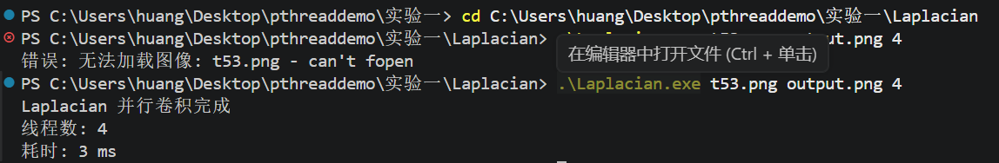 PS C:\Users\huang\Desktop\pthreaddemo\实验一> cd C:\Users\huang\Desktop\pthreaddemo\实验一\Laplacian
PS C:\Users\huang\Desktop\pthreaddemo\实验一\Laplacian> 4
错误: 无法加载图像: t53.png - can't fopen
在编辑器中打开文件 (Ctrl + 单击)
PS C:\Users\huang\Desktop\pthreaddemo\实验一\Laplacian> .\Laplacian.exe t53.png output.png 4
Laplacian 并行卷积完成
线程数: 4
耗时: 3 ms